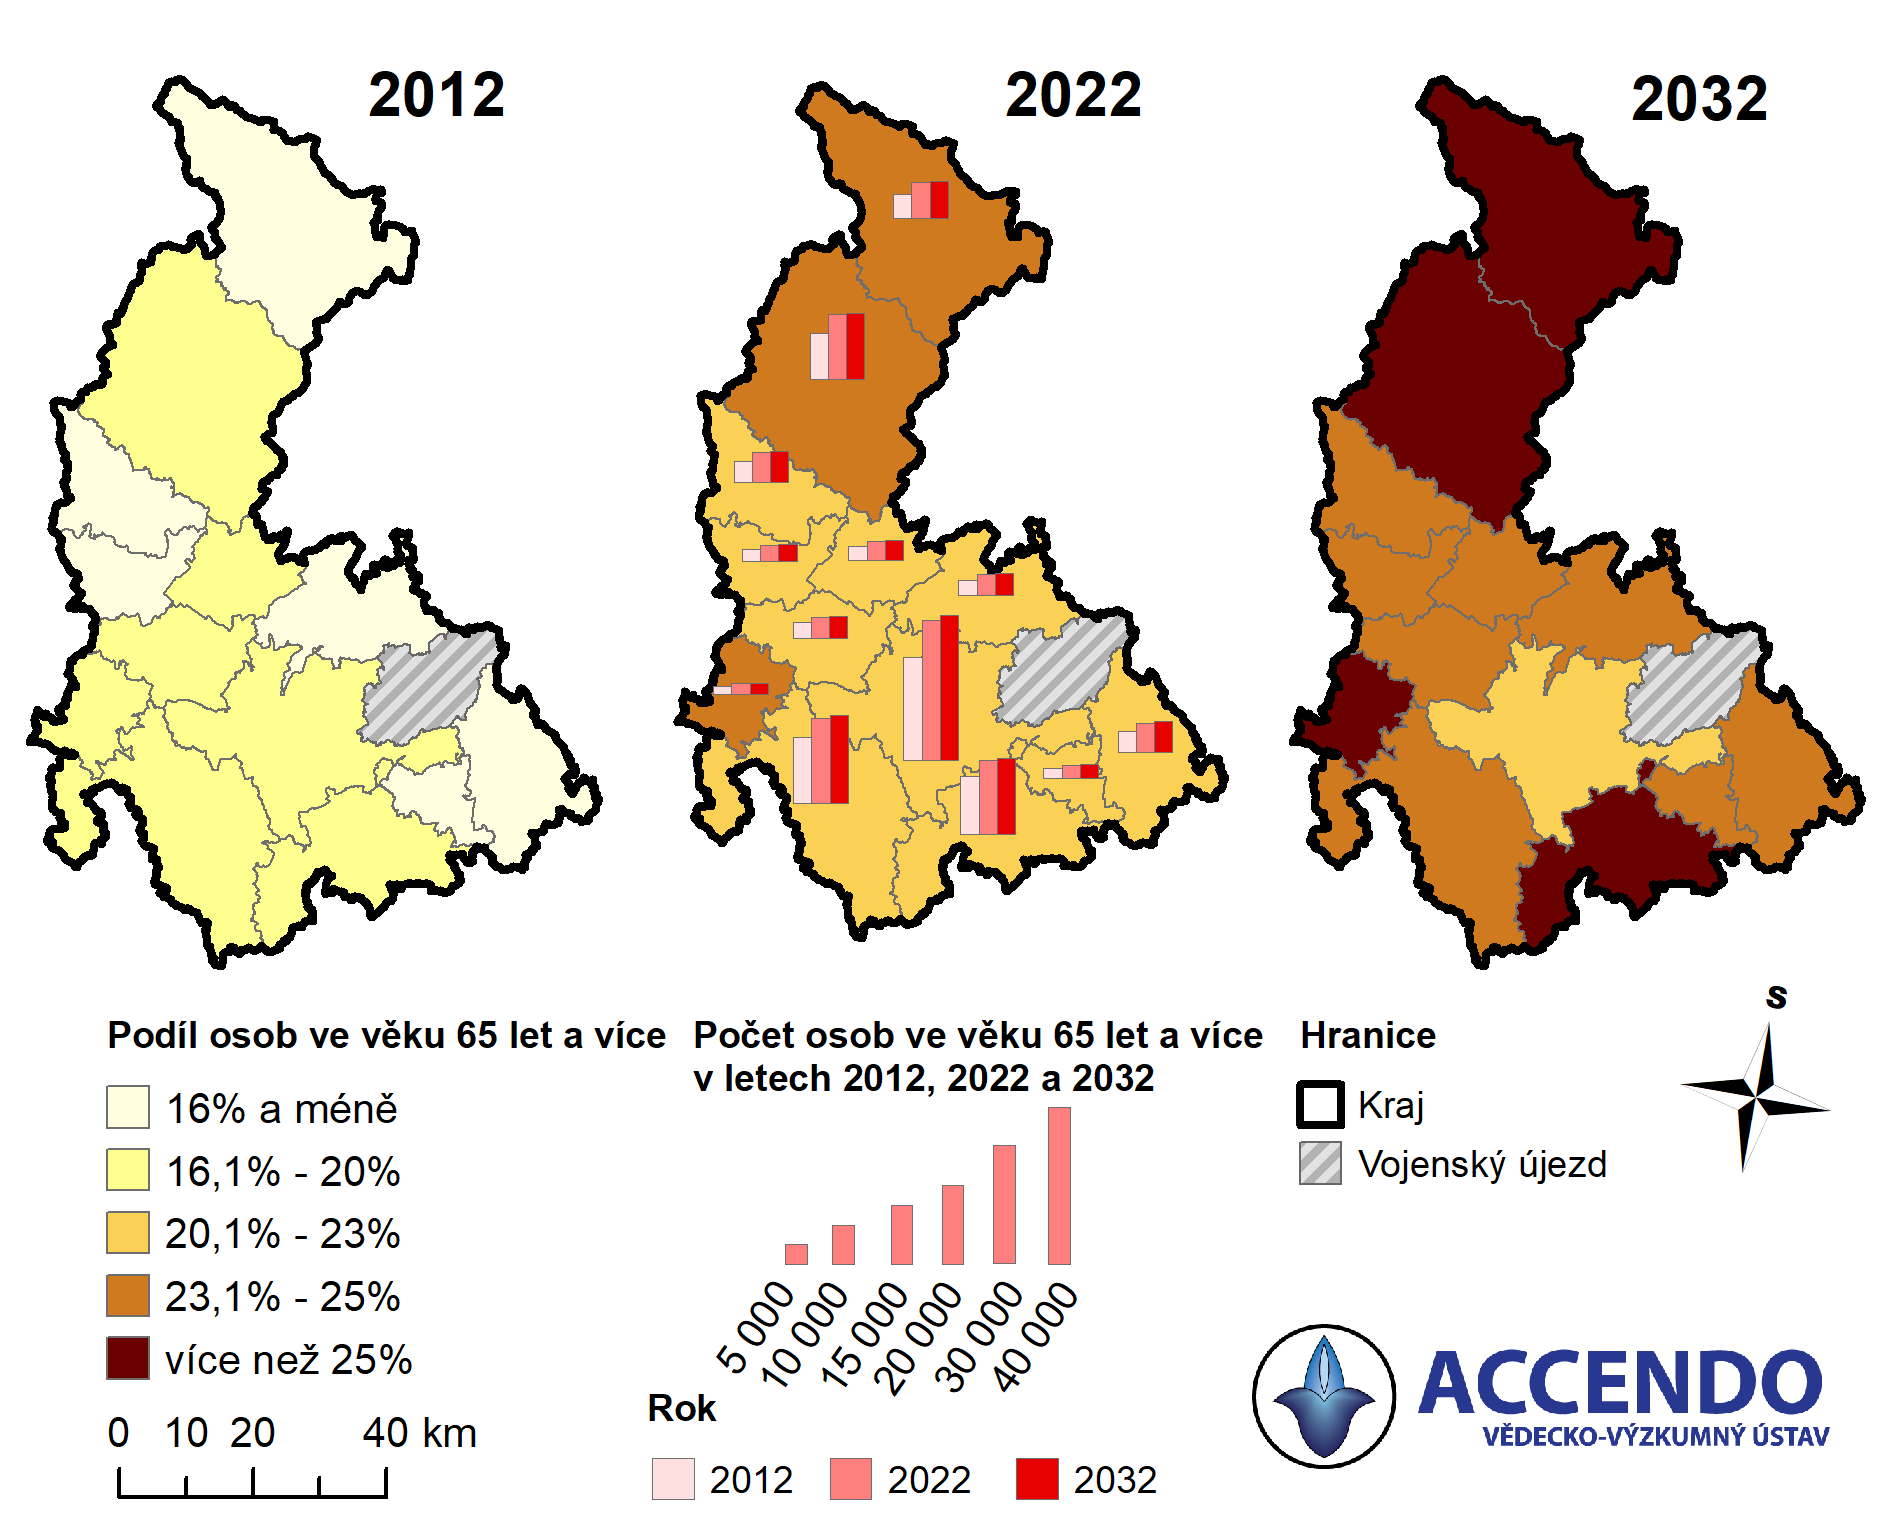 2012
2022
2032
S
Podíl osob ve věku 65 let a více
16% a méně
16,1% - 20%
20,1% - 23%
23,1% - 25%
více než 25%
0 10 20 40 km
Počet osob ve věku 65 let a více
v letech 2012, 2022 a 2032
5 000
10 000
15 000
20 000
30 000
40 000
Rok
2012
2022
2032
Hranice
Kraj
Vojenský újezd
ACCENDO
VĚDECKO-VÝZKUMNÝ ÚSTAV